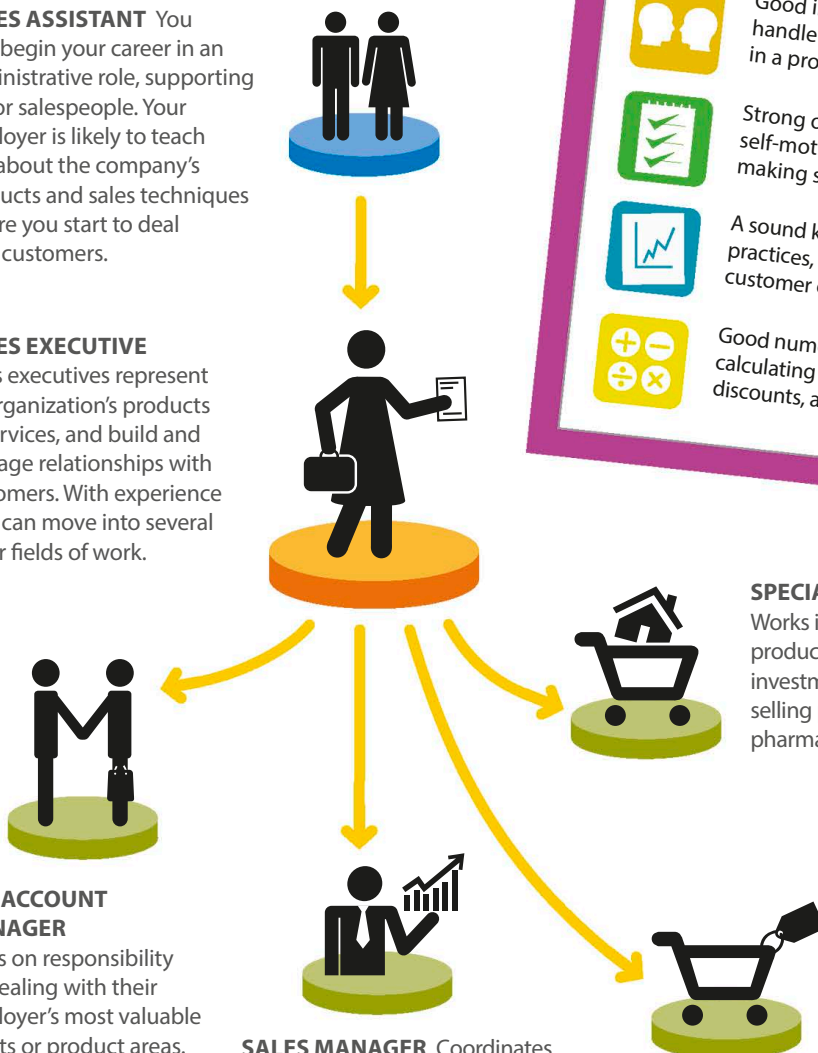 ES ASSISTANT You
begin your career in an
inistrative role, supporting
or salespeople. Your
loyer is likely to teach
about the company's
ucts and sales techniques
re you start to deal
customers.
ES EXECUTIVE
s executives represent
rganization's products
rvices, and build and
age relationships with
omers. With experience
can move into several
r fields of work.
ACCOUNT
NAGER
s on responsibility
ealing with their
loyer's most valuable
ts or product areas.
SALES MANAGER Coordinates
Good i
handle
in a pro
Strong o
self-mot
making s
A sound k
practices,
customer
Good num
calculating
discounts, a
SPECIA
Works i
produc
investm
selling
pharma